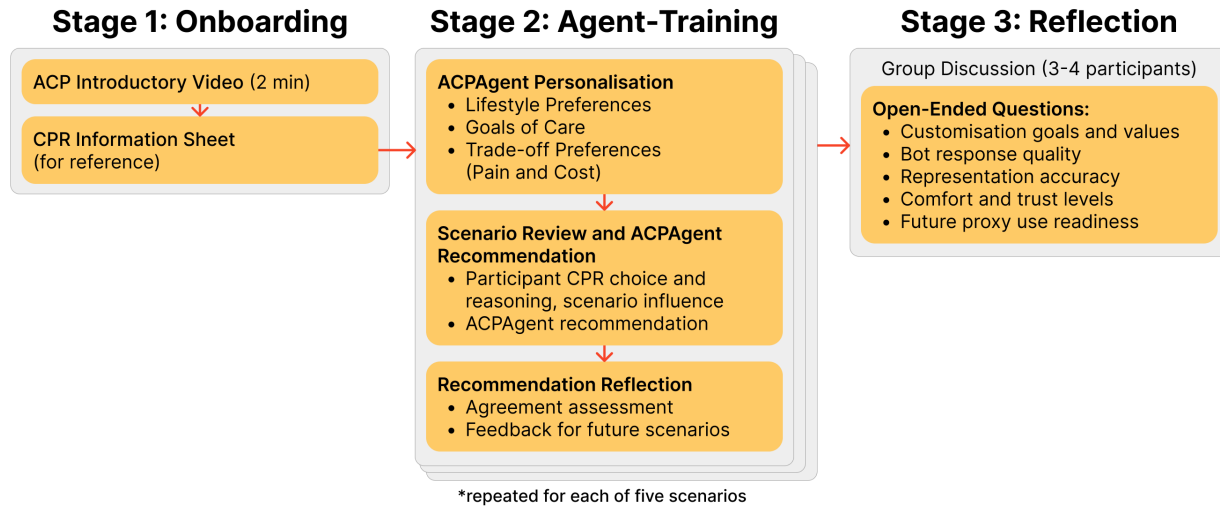 Stage 1: Onboarding
ACP Introductory Video (2 min)
CPR Information Sheet
(for reference)
Stage 2: Agent-Training
ACPAgent Personalisation
• Lifestyle Preferences
• Goals of Care
• Trade-off Preferences
(Pain and Cost)
Scenario Review and ACPAgent
Recommendation
• Participant CPR choice and
reasoning, scenario influence
• ACPAgent recommendation
Recommendation Reflection
• Agreement assessment
• Feedback for future scenarios
*repeated for each of five scenarios
Stage 3: Reflection
Group Discussion (3-4 participants)
Open-Ended Questions:
• Customisation goals and values
• Bot response quality
• Representation accuracy
• Comfort and trust levels
• Future proxy use readiness